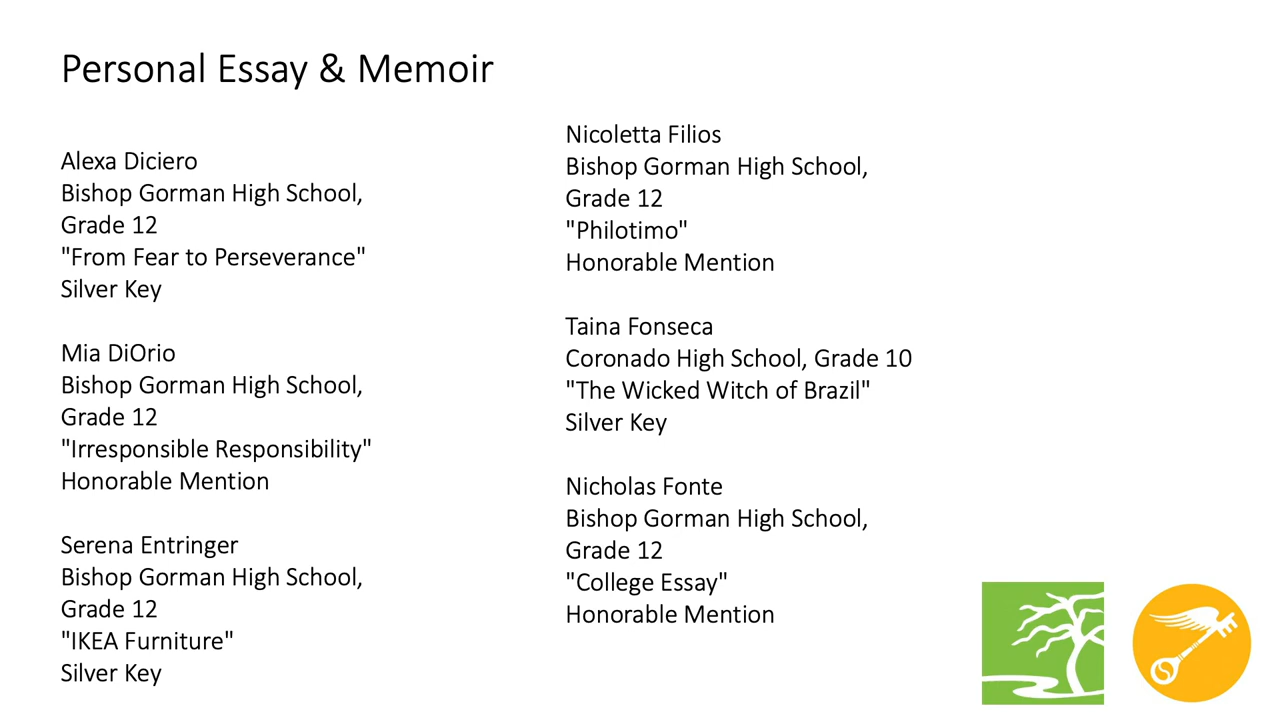 Personal Essay & Memoir
Alexa Diciero
Bishop Gorman High School,
Grade 12
"From Fear to Perseverance"
Silver Key
Mia DiOrio
Bishop Gorman High School,
Grade 12
"Irresponsible Responsibility"
Honorable Mention
Serena Entringer
Bishop Gorman High School,
Grade 12
"IKEA Furniture"
Silver Key
Nicoletta Filios
Bishop Gorman High School,
Grade 12
"Philotimo"
Honorable Mention
Taina Fonseca
Coronado High School, Grade 10
"The Wicked Witch of Brazil"
Silver Key
Nicholas Fonte
Bishop Gorman High School,
Grade 12
"College Essay"
Honorable Mention